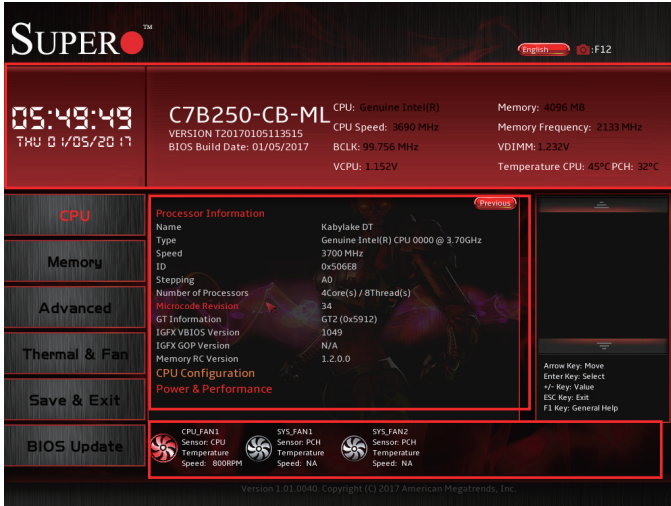 SUPER TM
English :F12
05:49:49
THU 01/05/2017
C7B250-CB-ML
VERSION T20170105113515
BIOS Build Date: 01/05/2017
CPU: Genuine Intel(R)
CPU Speed: 3690 MHz
BCLK: 99.756 MHz
VCPU: 1.152V
Memory: 4096 MB
Memory Frequency: 2133 MHz
VDIMM: 1.232V
Temperature CPU: 45°C PCH: 32°C
CPU
Memory
Advanced
Thermal & Fan
Save & Exit
BIOS Update
Previous
Processor Information
Name Kabylake DT
Type Genuine Intel(R) CPU 0000 @ 3.70GHz
Speed 3700 MHz
ID 0x506E8
Stepping A0
Number of Processors 4Core(s) / 8Thread(s)
Microcode Revision 34
GT Information GT2 (0x5912)
IGFX VBIOS Version 1049
IGFX GOP Version N/A
Memory RC Version 1.2.0.0
CPU Configuration
Power & Performance
Arrow Key: Move
Enter Key: Select
+/- Key: Value
ESC Key: Exit
F1 Key: General Help
CPU_FAN1
Sensor: CPU
Temperature
Speed: 800RPM
SYS_FAN1
Sensor: PCH
Temperature
Speed: NA
SYS_FAN2
Sensor: PCH
Temperature
Speed: NA
Version 1.01.0040. Copyright (C) 2017 American Megatrends, Inc.